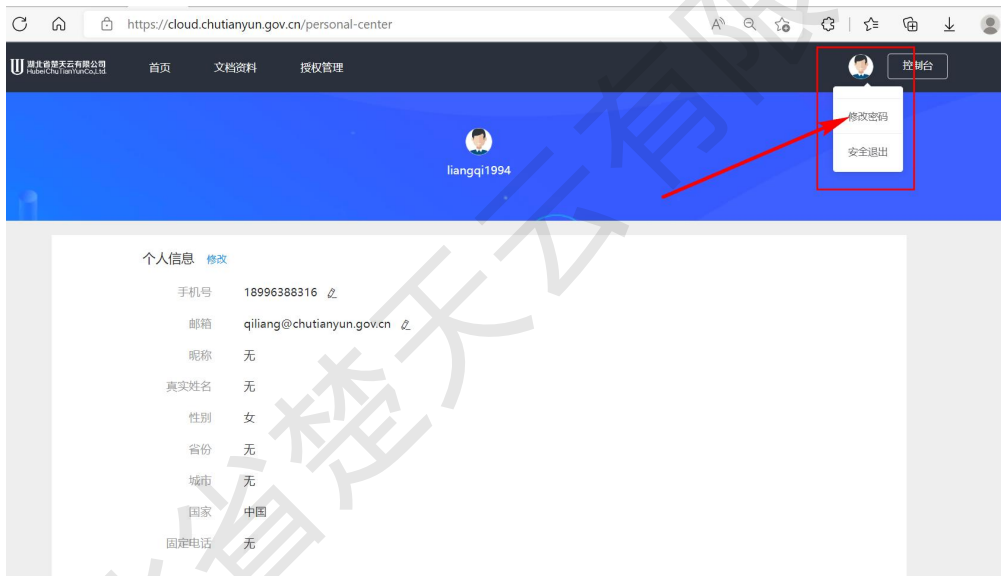 https://cloud.chutianyun.gov.cn/personal-center
湖北省楚天云有限公司
HubeiChuTianYunCo.,Ltd.
首页 文档资料 授权管理 控制台
修改密码
安全退出
liangqi1994
个人信息 修改
手机号 18996388316
邮箱 qiliang@chutianyun.gov.cn
昵称 无
真实姓名 无
性别 女
省份 无
城市 无
国家 中国
固定电话 无
省楚天云有限